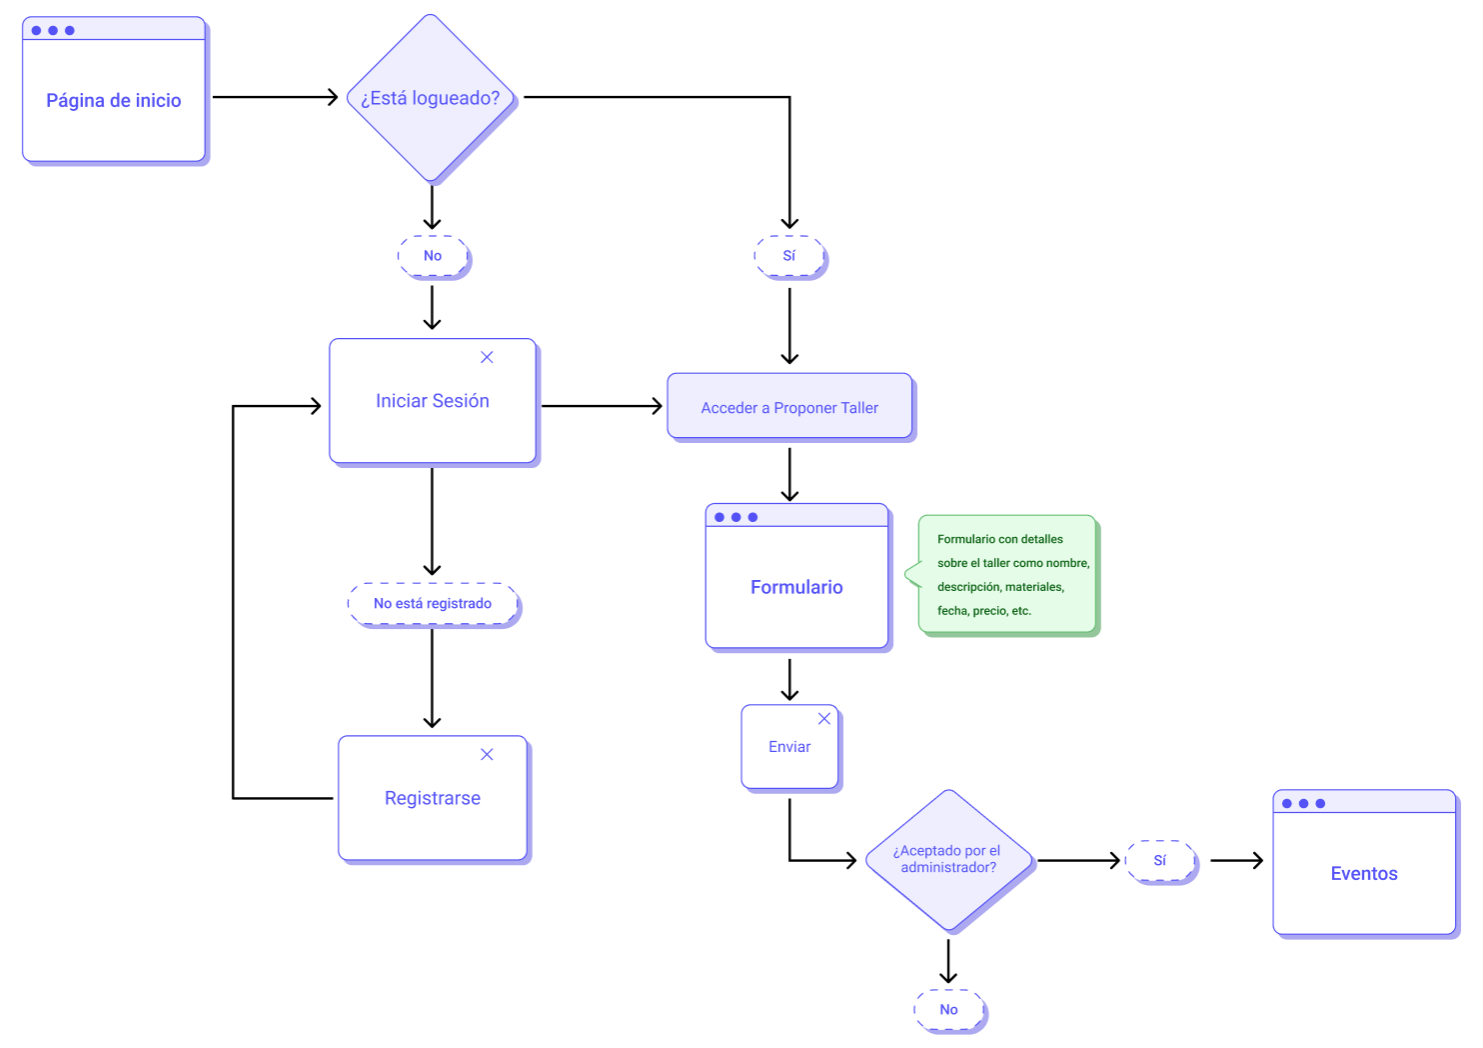 Página de inicio
¿Está logueado?
No
Sí
Iniciar Sesión
Acceder a Proponer Taller
Formulario
Formulario con detalles
sobre el taller como nombre,
descripción, materiales,
fecha, precio, etc.
No está registrado
Enviar
Registrarse
¿Aceptado por el
administrador?
Sí
Eventos
No